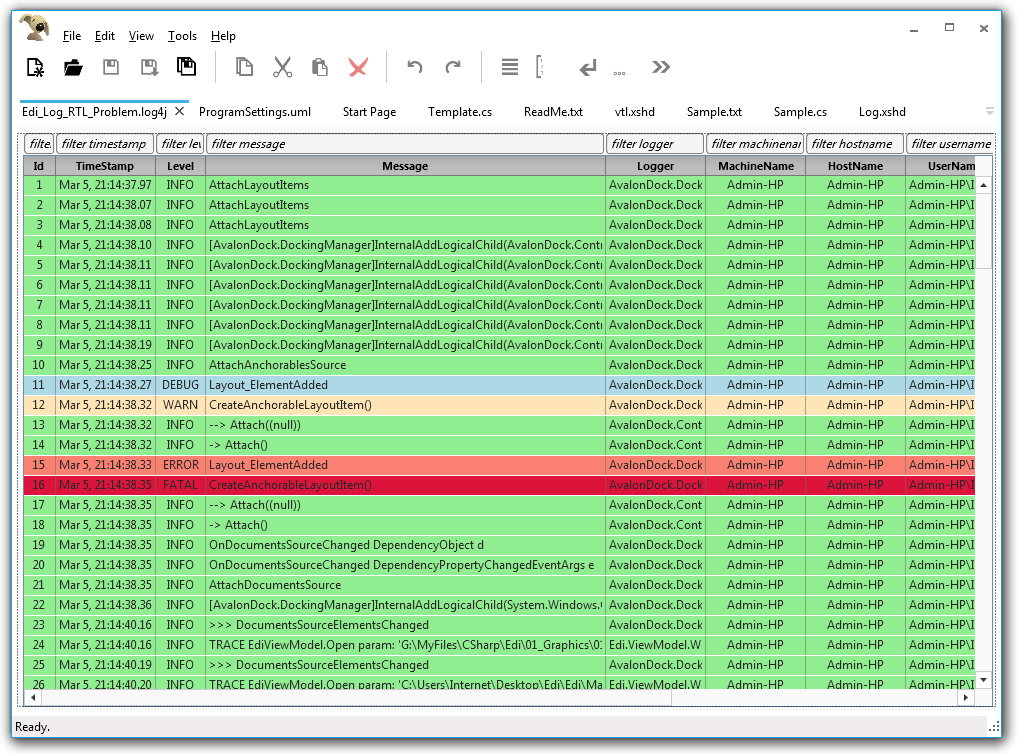 File Edit View Tools Help
Edi_Log_RTL_Problem.log4j ProgramSettings.uml Start Page Template.cs ReadMe.txt vtl.xshd Sample.txt Sample.cs Log.xshd
filte filter timestamp filter lev filter message filter logger filter machinenar filter hostname filter username
Id TimeStamp Level Message Logger MachineName HostName UserNam
1 Mar 5, 21:14:37.97 INFO AttachLayoutItems AvalonDock.Dock Admin-HP Admin-HP Admin-HP\I
2 Mar 5, 21:14:38.07 INFO AttachLayoutItems AvalonDock.Dock Admin-HP Admin-HP Admin-HP\I
3 Mar 5, 21:14:38.08 INFO AttachLayoutItems AvalonDock.Dock Admin-HP Admin-HP Admin-HP\I
4 Mar 5, 21:14:38.10 INFO [AvalonDock.DockingManager]InternalAddLogicalChild(AvalonDock.Contr AvalonDock.Dock Admin-HP Admin-HP Admin-HP\I
5 Mar 5, 21:14:38.11 INFO [AvalonDock.DockingManager]InternalAddLogicalChild(AvalonDock.Contr AvalonDock.Dock Admin-HP Admin-HP Admin-HP\I
6 Mar 5, 21:14:38.11 INFO [AvalonDock.DockingManager]InternalAddLogicalChild(AvalonDock.Contr AvalonDock.Dock Admin-HP Admin-HP Admin-HP\I
7 Mar 5, 21:14:38.11 INFO [AvalonDock.DockingManager]InternalAddLogicalChild(AvalonDock.Contr AvalonDock.Dock Admin-HP Admin-HP Admin-HP\I
8 Mar 5, 21:14:38.11 INFO [AvalonDock.DockingManager]InternalAddLogicalChild(AvalonDock.Contr AvalonDock.Dock Admin-HP Admin-HP Admin-HP\I
9 Mar 5, 21:14:38.19 INFO [AvalonDock.DockingManager]InternalAddLogicalChild(AvalonDock.Contr AvalonDock.Dock Admin-HP Admin-HP Admin-HP\I
10 Mar 5, 21:14:38.25 INFO AttachAnchorablesSource AvalonDock.Dock Admin-HP Admin-HP Admin-HP\I
11 Mar 5, 21:14:38.27 DEBUG Layout_ElementAdded AvalonDock.Dock Admin-HP Admin-HP Admin-HP\I
12 Mar 5, 21:14:38.32 WARN CreateAnchorableLayoutItem() AvalonDock.Dock Admin-HP Admin-HP Admin-HP\I
13 Mar 5, 21:14:38.32 INFO --> Attach((null)) AvalonDock.Cont Admin-HP Admin-HP Admin-HP\I
14 Mar 5, 21:14:38.32 INFO -> Attach() AvalonDock.Cont Admin-HP Admin-HP Admin-HP\I
15 Mar 5, 21:14:38.33 ERROR Layout_ElementAdded AvalonDock.Dock Admin-HP Admin-HP Admin-HP\I
16 Mar 5, 21:14:38.35 FATAL CreateAnchorableLayoutItem() AvalonDock.Dock Admin-HP Admin-HP Admin-HP\I
17 Mar 5, 21:14:38.35 INFO --> Attach((null)) AvalonDock.Cont Admin-HP Admin-HP Admin-HP\I
18 Mar 5, 21:14:38.35 INFO -> Attach() AvalonDock.Cont Admin-HP Admin-HP Admin-HP\I
19 Mar 5, 21:14:38.35 INFO OnDocumentsSourceChanged DependencyObject d AvalonDock.Dock Admin-HP Admin-HP Admin-HP\I
20 Mar 5, 21:14:38.35 INFO OnDocumentsSourceChanged DependencyPropertyChangedEventArgs e AvalonDock.Dock Admin-HP Admin-HP Admin-HP\I
21 Mar 5, 21:14:38.35 INFO AttachDocumentsSource AvalonDock.Dock Admin-HP Admin-HP Admin-HP\I
22 Mar 5, 21:14:38.36 INFO [AvalonDock.DockingManager]InternalAddLogicalChild(System.Windows.( AvalonDock.Dock Admin-HP Admin-HP Admin-HP\I
23 Mar 5, 21:14:40.16 INFO >>> DocumentsSourceElementsChanged AvalonDock.Dock Admin-HP Admin-HP Admin-HP\I
24 Mar 5, 21:14:40.16 INFO TRACE EdiViewModel.Open param: 'G:\MyFiles\CSharp\Edi\01_Graphics\0 Edi.ViewModel.W Admin-HP Admin-HP Admin-HP\I
25 Mar 5, 21:14:40.19 INFO >>> DocumentsSourceElementsChanged AvalonDock.Dock Admin-HP Admin-HP Admin-HP\I
26 Mar 5, 21:14:40.20 INFO TRACE EdiViewModel.Open param: 'C:\Users\Internet\Desktop\Edi\Edi\Ma Edi.ViewModel.W Admin-HP Admin-HP Admin-HP\I
Ready.